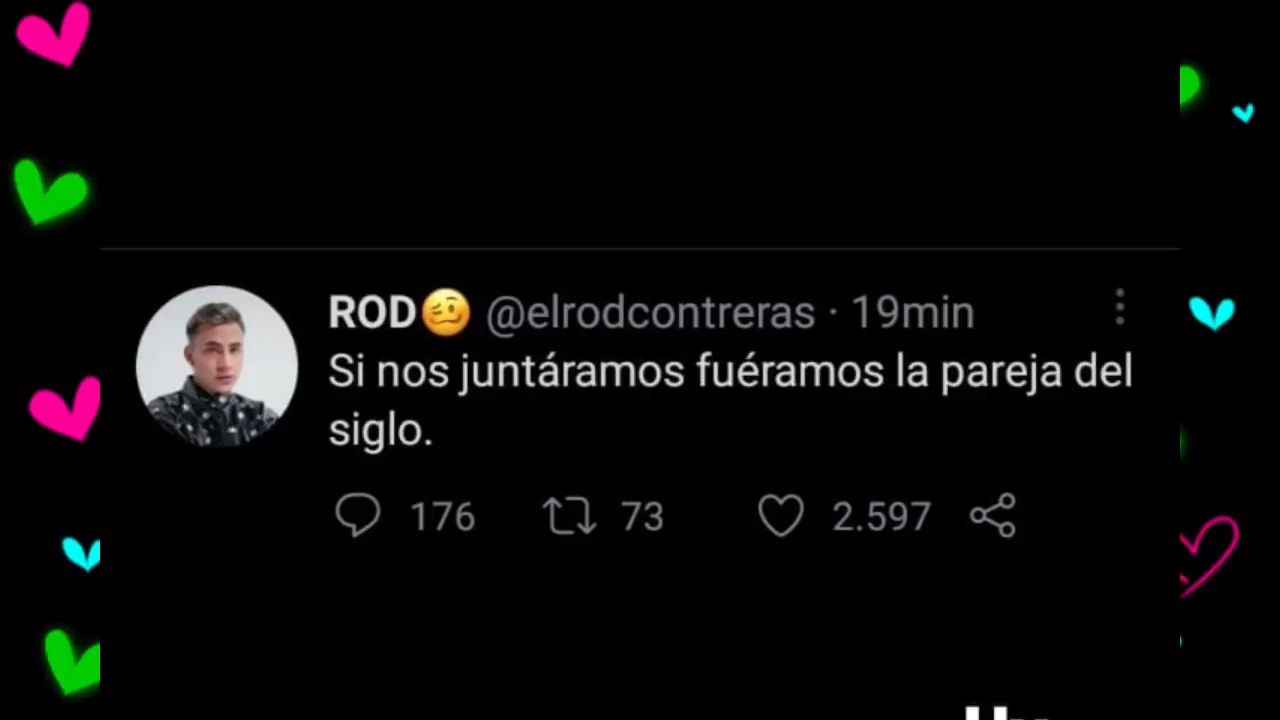 ROD🥴 @elrodcontreras · 19min
Si nos juntáramos fuéramos la pareja del
siglo.
176 73 2.597